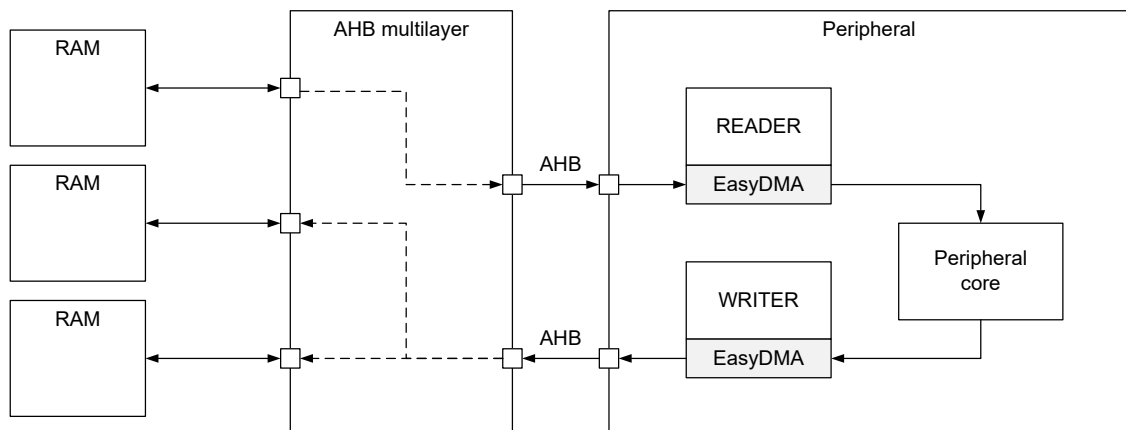 AHB multilayer
Peripheral
RAM
READER
EasyDMA
AHB
RAM
Peripheral
core
WRITER
EasyDMA
AHB
RAM